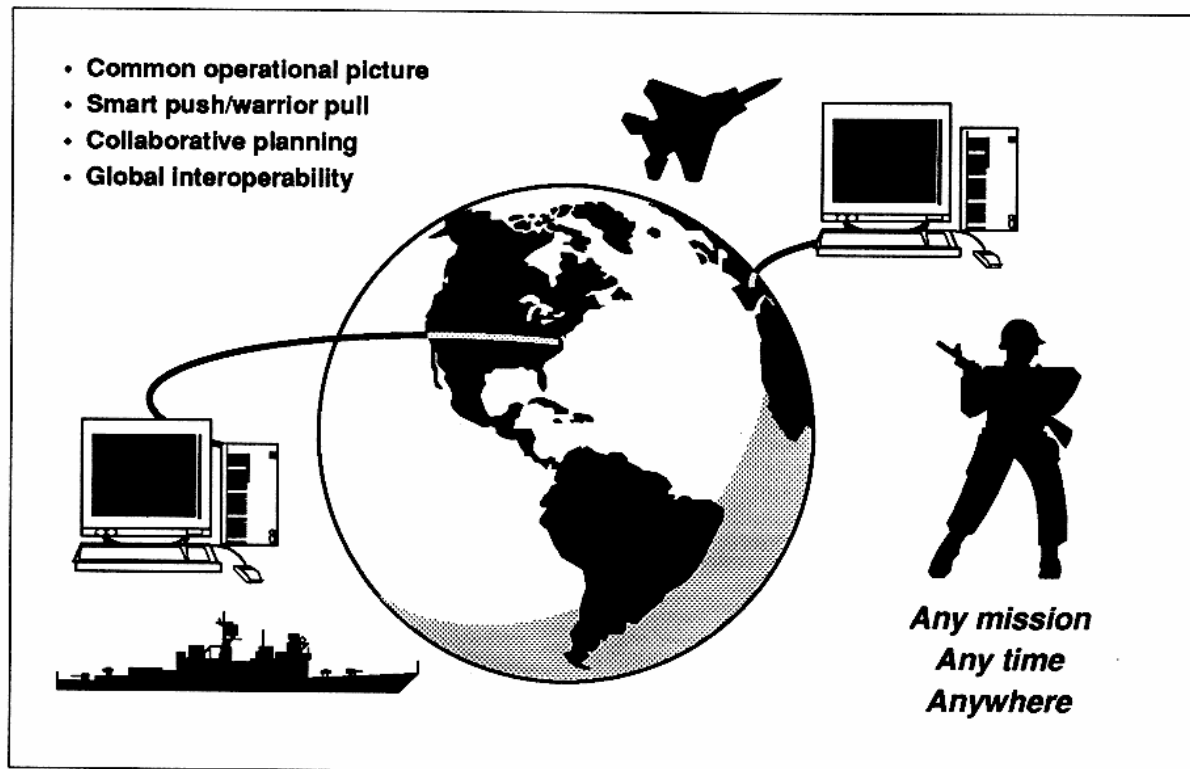 • Common operational picture
• Smart push/warrior pull
• Collaborative planning
• Global interoperability
Any mission
Any time
Anywhere